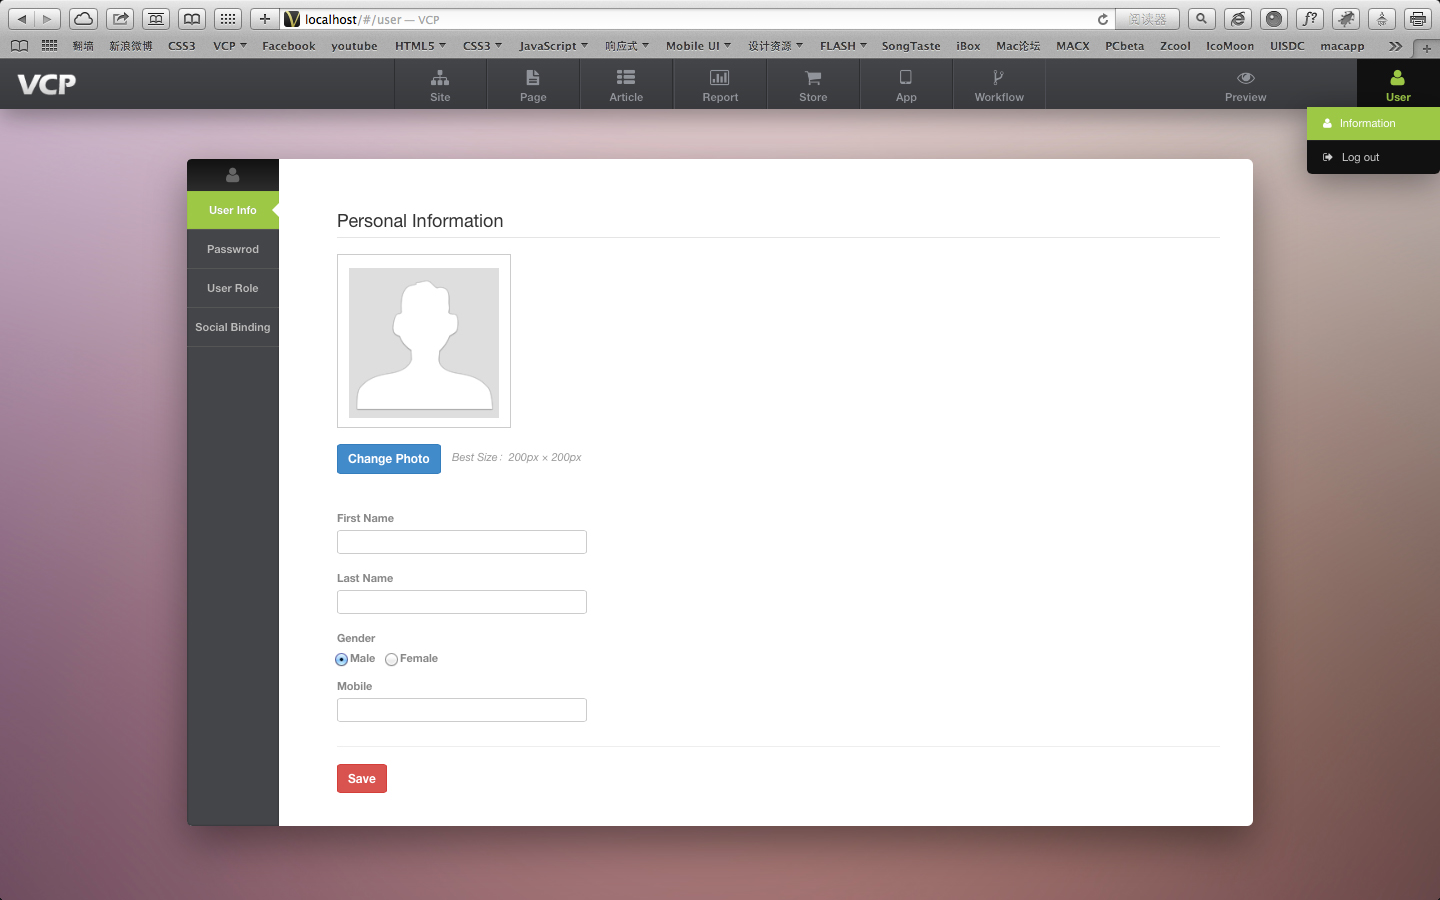 localhost/#/user — VCP
阅读器
翻墙 新浪微博 CSS3 VCP Facebook youtube HTML5 CSS3 JavaScript 响应式 Mobile UI 设计资源 FLASH SongTaste iBox Mac论坛 MACX PCbeta Zcool IcoMoon UISDC macapp
VCP
Site Page Article Report Store App Workflow Preview User
Information
Log out
User Info
Passwrod
User Role
Social Binding
Personal Information
Change Photo Best Size： 200px × 200px
First Name
Last Name
Gender
Male Female
Mobile
Save